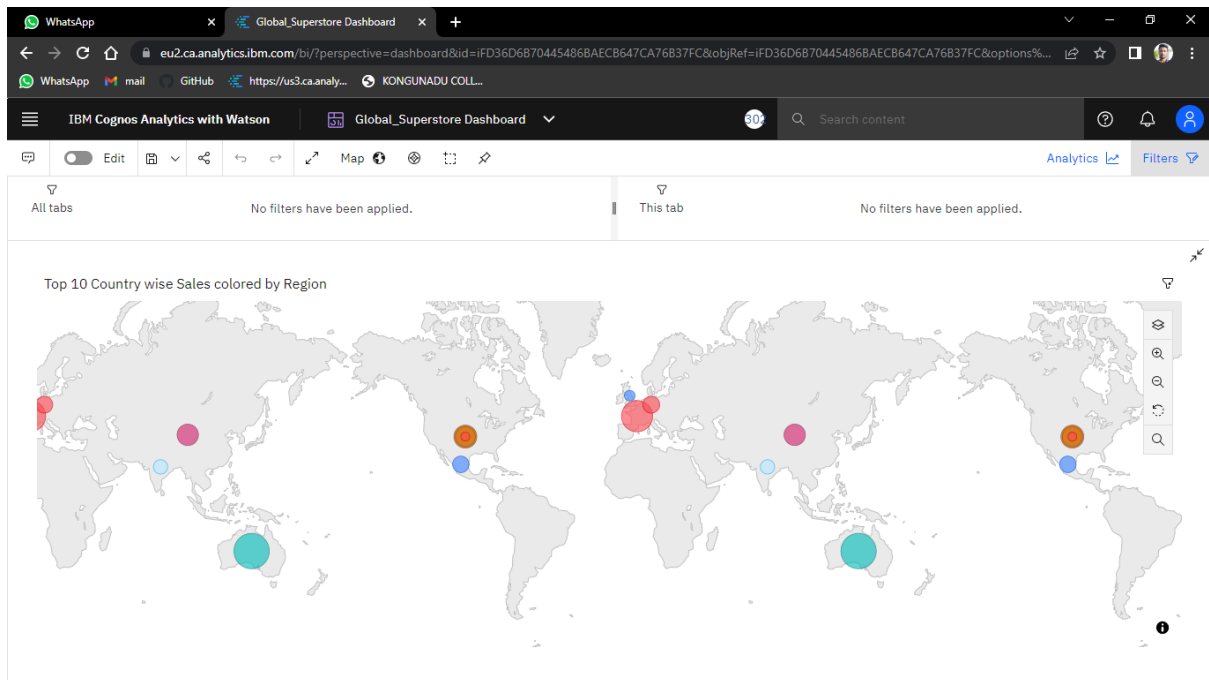 WhatsApp
Global_Superstore Dashboard
eu2.ca.analytics.ibm.com/bi/?perspective=dashboard&id=iFD36D6B70445486BAECB647CA76B37FC&objRef=iFD36D6B70445486BAECB647CA76B37FC&options%...
WhatsApp mail GitHub https://us3.ca.analy... KONGUNADU COLL...
IBM Cognos Analytics with Watson Global_Superstore Dashboard 302 Search content
Edit Map Analytics Filters
All tabs No filters have been applied. This tab No filters have been applied.
Top 10 Country wise Sales colored by Region